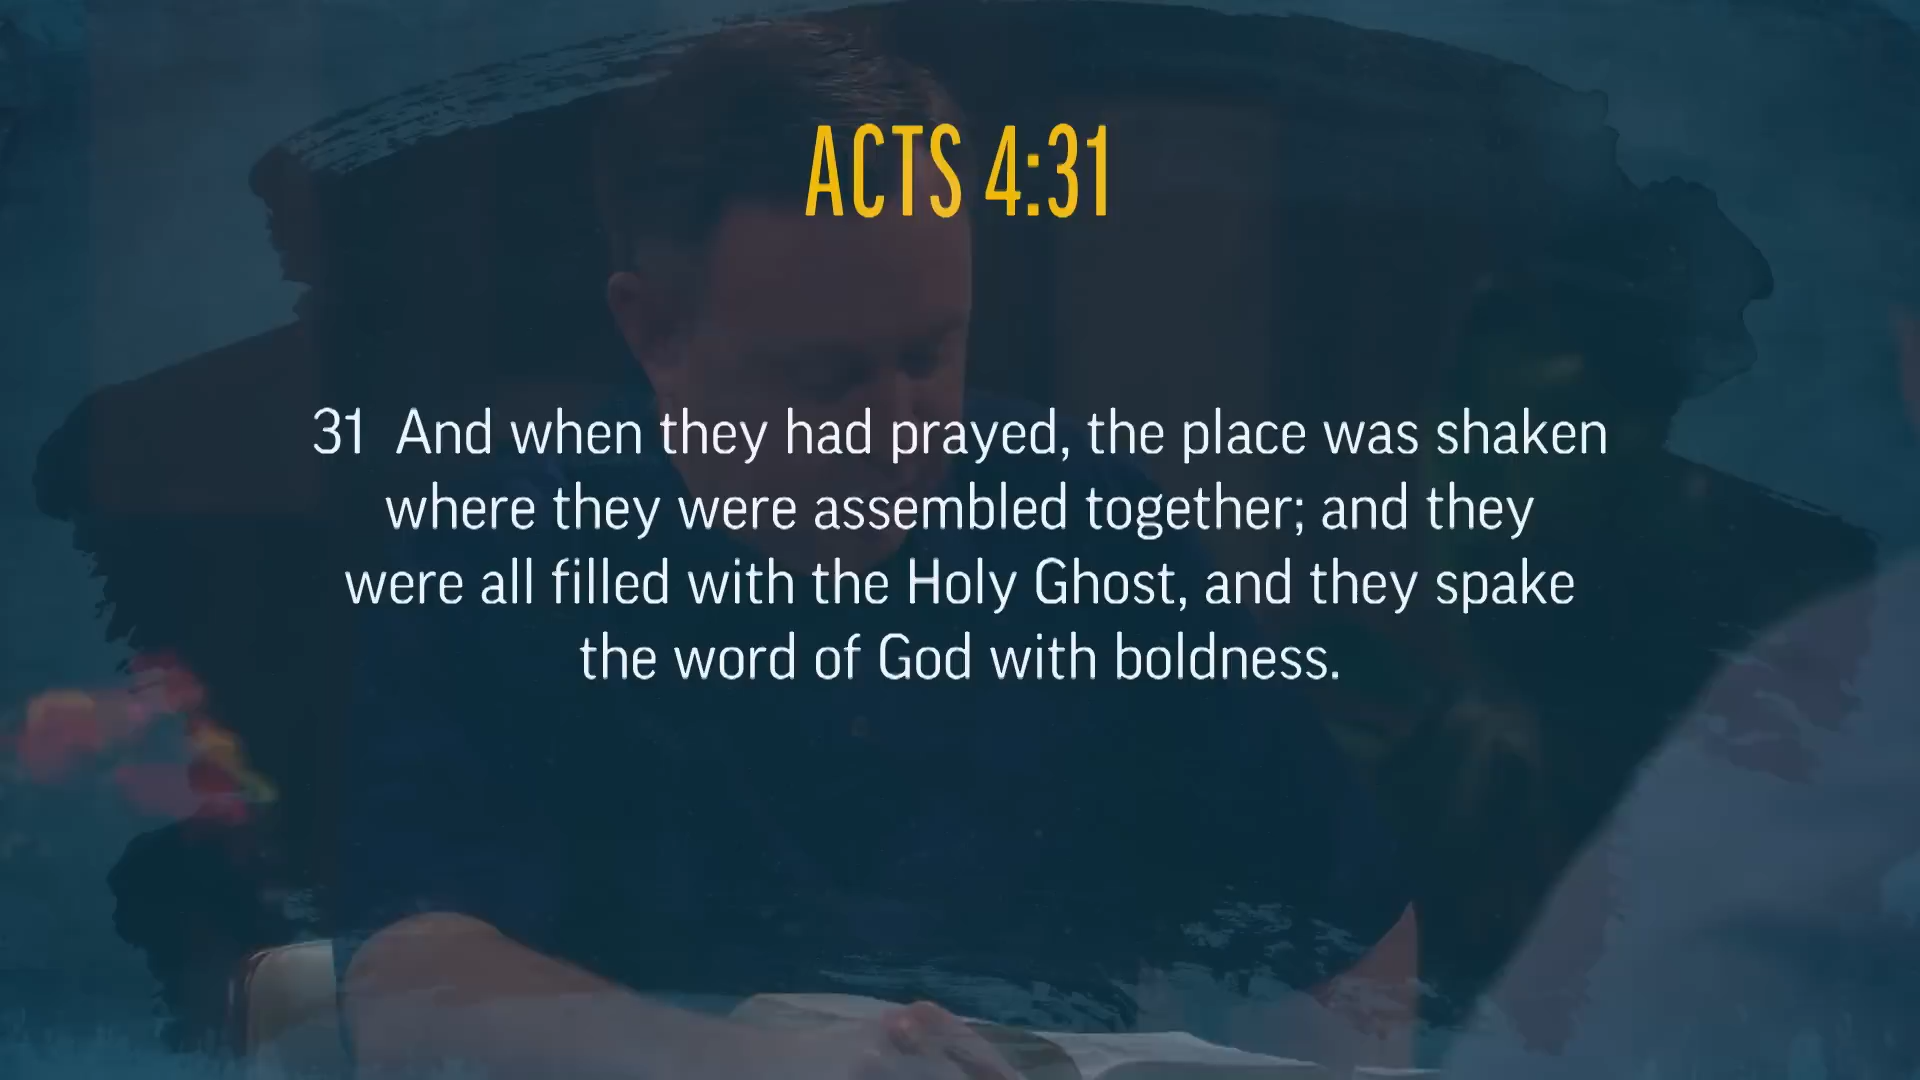 ACTS 4:31
31 And when they had prayed, the place was shaken
where they were assembled together; and they
were all filled with the Holy Ghost, and they spake
the word of God with boldness.